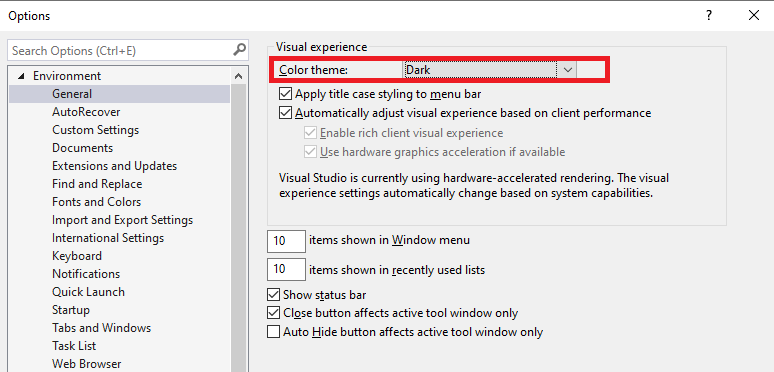 Options
Search Options (Ctrl+E)
Environment
General
AutoRecover
Custom Settings
Documents
Extensions and Updates
Find and Replace
Fonts and Colors
Import and Export Settings
International Settings
Keyboard
Notifications
Quick Launch
Startup
Tabs and Windows
Task List
Web Browser
Visual experience
Color theme: Dark
Apply title case styling to menu bar
Automatically adjust visual experience based on client performance
Enable rich client visual experience
Use hardware graphics acceleration if available
Visual Studio is currently using hardware-accelerated rendering. The visual
experience settings automatically change based on system capabilities.
10 items shown in Window menu
10 items shown in recently used lists
Show status bar
Close button affects active tool window only
Auto Hide button affects active tool window only